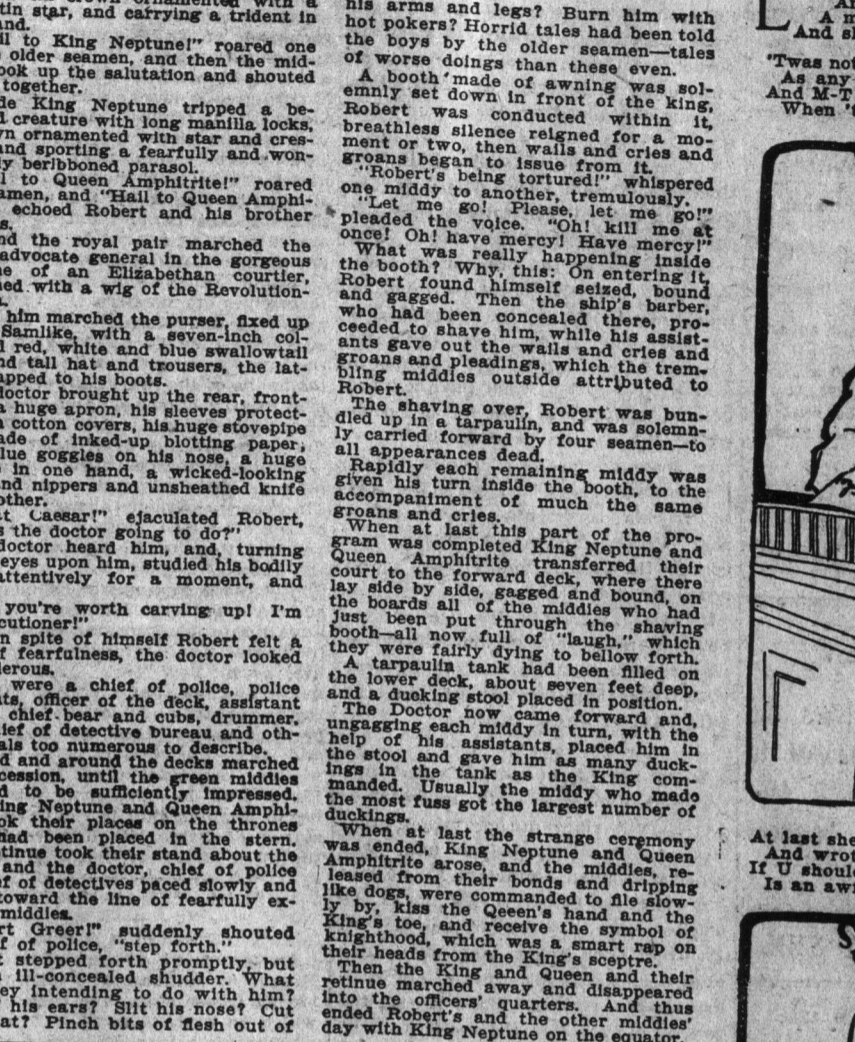 tin star, and carrying a trident in
and.
il to King Neptune!" roared one
older seamen, and then the mid-
ook up the salutation and shouted
together.
de King Neptune tripped a be-
d creature with long manilla locks,
wn ornamented with star and cres-
and sporting a fearfully and won-
ly beribboned parasol.
l to Queen Amphitrite!" roared
amen, and "Hail to Queen Amphi-
echoed Robert and his brother
s.
nd the royal pair marched the
advocate general in the gorgeous
ne of an Elizabethan courtier,
ned with a wig of the Revolution-
him marched the purser, fixed up
Samlike, with a seven-inch col-
l red, white and blue swallowtail
nd tall hat and trousers, the lat-
apped to his boots.
doctor brought up the rear, front-
a huge apron, his sleeves protect-
n cotton covers, his huge stovepipe
ade of inked-up blotting paper,
lue goggles on his nose, a huge
in one hand, a wicked-looking
nd nippers and unsheathed knife
other.
t Caesar!" ejaculated Robert,
s the doctor going to do?"
doctor heard him, and, turning
eyes upon him, studied his bodily
attentively for a moment, and
you're worth carving up! I'm
cutioner!"
n spite of himself Robert felt a
f fearfulness, the doctor looked
derous.
were a chief of police, police
nts, officer of the deck, assistant
chief bear and cubs, drummer.
ief of detective bureau and oth-
als too numerous to describe.
d and around the decks marched
cession, until the green middies
d to be sufficiently impressed.
ing Neptune and Queen Amphi-
ok their places on the thrones
had been placed in the stern.
etinue took their stand about the
and the doctor, chief of police
ef of detectives paced slowly and
toward the line of fearfully ex-
middies.
rt Greer!" suddenly shouted
f of police, "step forth."
t stepped forth promptly, but
ill-concealed shudder. What
ey intending to do with him?
his ears? Slit his nose? Cut
at? Pinch bits of flesh out of
his arms and legs? Burn him with
hot pokers? Horrid tales had been told
the boys by the older seamen—tales
of worse doings than these even.
A booth made of awning was sol-
emnly set down in front of the king,
Robert was conducted within it,
breathless silence reigned for a mo-
ment or two, then wails and cries and
groans began to issue from it.
"Robert's being tortured!" whispered
one middy to another, tremulously.
"Let me go! Please, let me go!"
pleaded the voice. "Oh! kill me at
once! Oh! have mercy! Have mercy!"
What was really happening inside
the booth? Why, this: On entering it,
Robert found himself seized, bound
and gagged. Then the ship's barber,
who had been concealed there, pro-
ceeded to shave him, while his assist-
ants gave out the wails and cries and
groans and pleadings, which the trem-
bling middies outside attributed to
Robert.
The shaving over, Robert was bun-
dled up in a tarpaulin, and was solemn-
ly carried forward by four seamen—to
all appearances dead.
Rapidly each remaining middy was
given his turn inside the booth, to the
accompaniment of much the same
groans and cries.
When at last this part of the pro-
gram was completed King Neptune and
Queen Amphitrite transferred their
court to the forward deck, where there
lay side by side, gagged and bound, on
the boards all of the middies who had
just been put through the shaving
booth—all now full of "laugh," which
they were fairly dying to bellow forth.
A tarpaulin tank had been filled on
the lower deck, about seven feet deep,
and a ducking stool placed in position.
The Doctor now came forward and,
ungagging each middy in turn, with the
help of his assistants, placed him in
the stool and gave him as many duck-
ings in the tank as the King com-
manded. Usually the middy who made
the most fuss got the largest number of
duckings.
When at last the strange ceremony
was ended, King Neptune and Queen
Amphitrite arose, and the middies, re-
leased from their bonds and dripping
like dogs, were commanded to file slow-
ly by, kiss the Qeeen's hand and the
King's toe, and receive the symbol of
knighthood, which was a smart rap on
their heads from the King's sceptre.
Then the King and Queen and their
retinue marched away and disappeared
into the officers' quarters. And thus
ended Robert's and the other middies'
day with King Neptune on the equator.
A m
And sl
'Twas not
As any
And M-T
When 't
At last she
And wrot
If U shoul
Is an aw